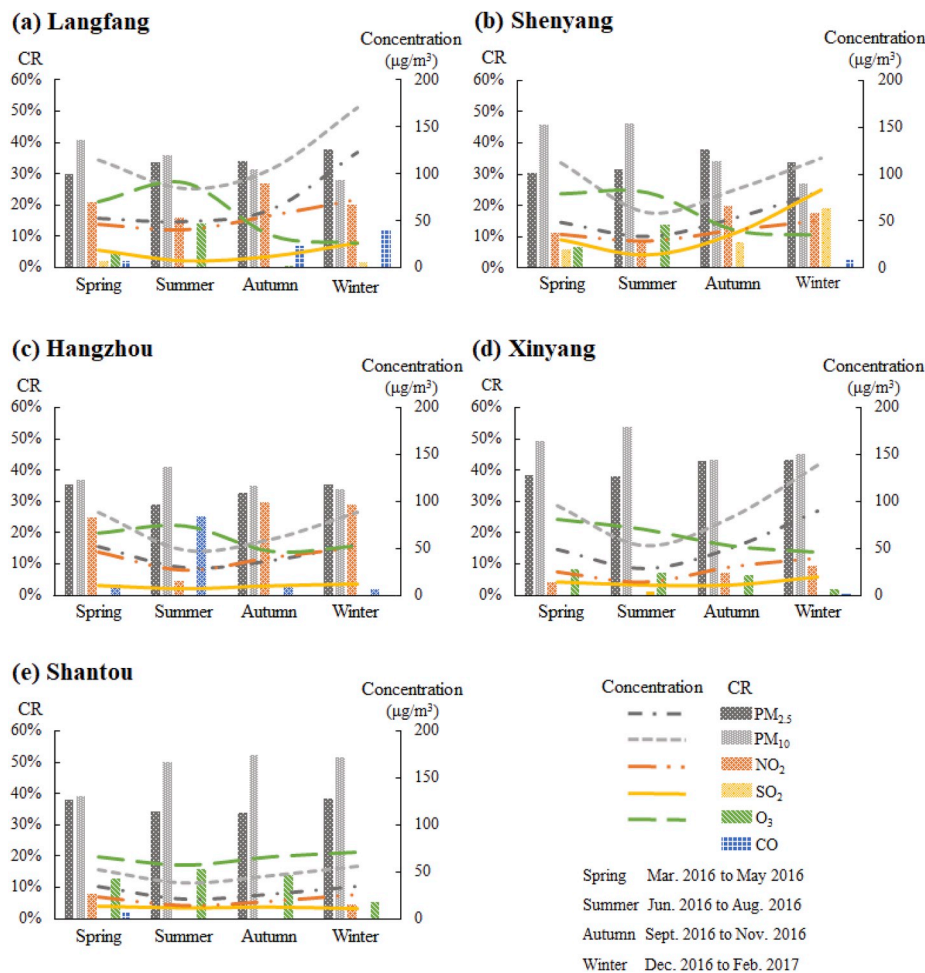 (a) Langfang
CR
Concentration
(μg/m³)
60%
50%
40%
30%
20%
10%
0%
200
150
100
50
0
Spring Summer Autumn Winter
(b) Shenyang
CR
Concentration
(μg/m³)
60%
50%
40%
30%
20%
10%
0%
200
150
100
50
0
Spring Summer Autumn Winter
(c) Hangzhou
CR
Concentration
(μg/m³)
60%
50%
40%
30%
20%
10%
0%
200
150
100
50
0
Spring Summer Autumn Winter
(d) Xinyang
CR
Concentration
(μg/m³)
60%
50%
40%
30%
20%
10%
0%
200
150
100
50
0
Spring Summer Autumn Winter
(e) Shantou
CR
Concentration
(μg/m³)
60%
50%
40%
30%
20%
10%
0%
200
150
100
50
0
Spring Summer Autumn Winter
Concentration CR
PM₂.₅
PM₁₀
NO₂
SO₂
O₃
CO
Spring Mar. 2016 to May 2016
Summer Jun. 2016 to Aug. 2016
Autumn Sept. 2016 to Nov. 2016
Winter Dec. 2016 to Feb. 2017